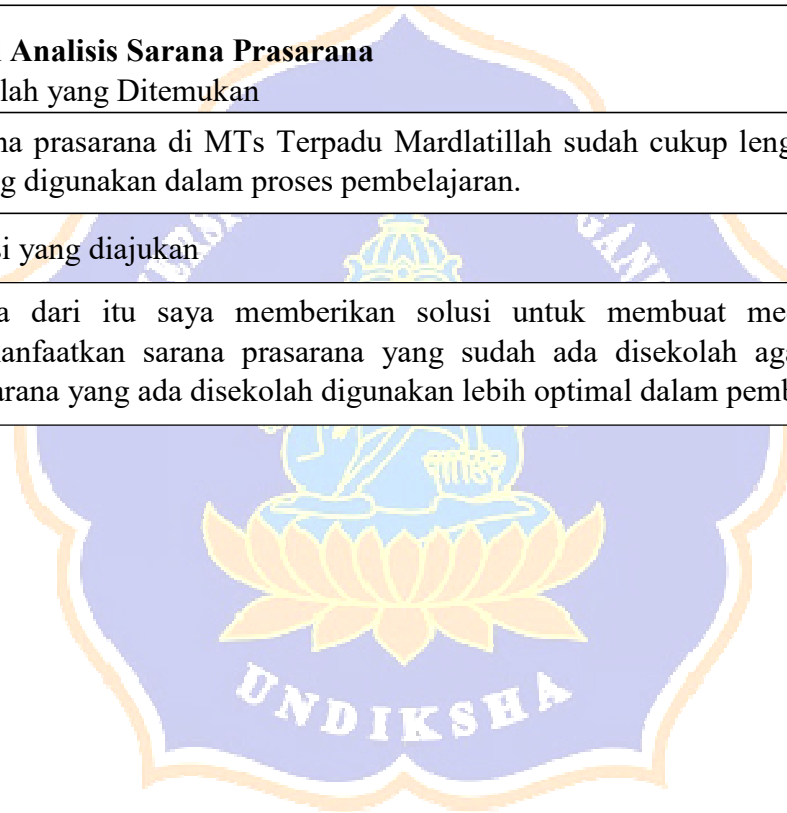 Analisis Sarana Prasarana
lah yang Ditemukan
na prasarana di MTs Terpadu Mardlatillah sudah cukup leng
g digunakan dalam proses pembelajaran.
si yang diajukan
a dari itu saya memberikan solusi untuk membuat me
anfaatkan sarana prasarana yang sudah ada disekolah aga
arana yang ada disekolah digunakan lebih optimal dalam pemb
UNDIKSHA